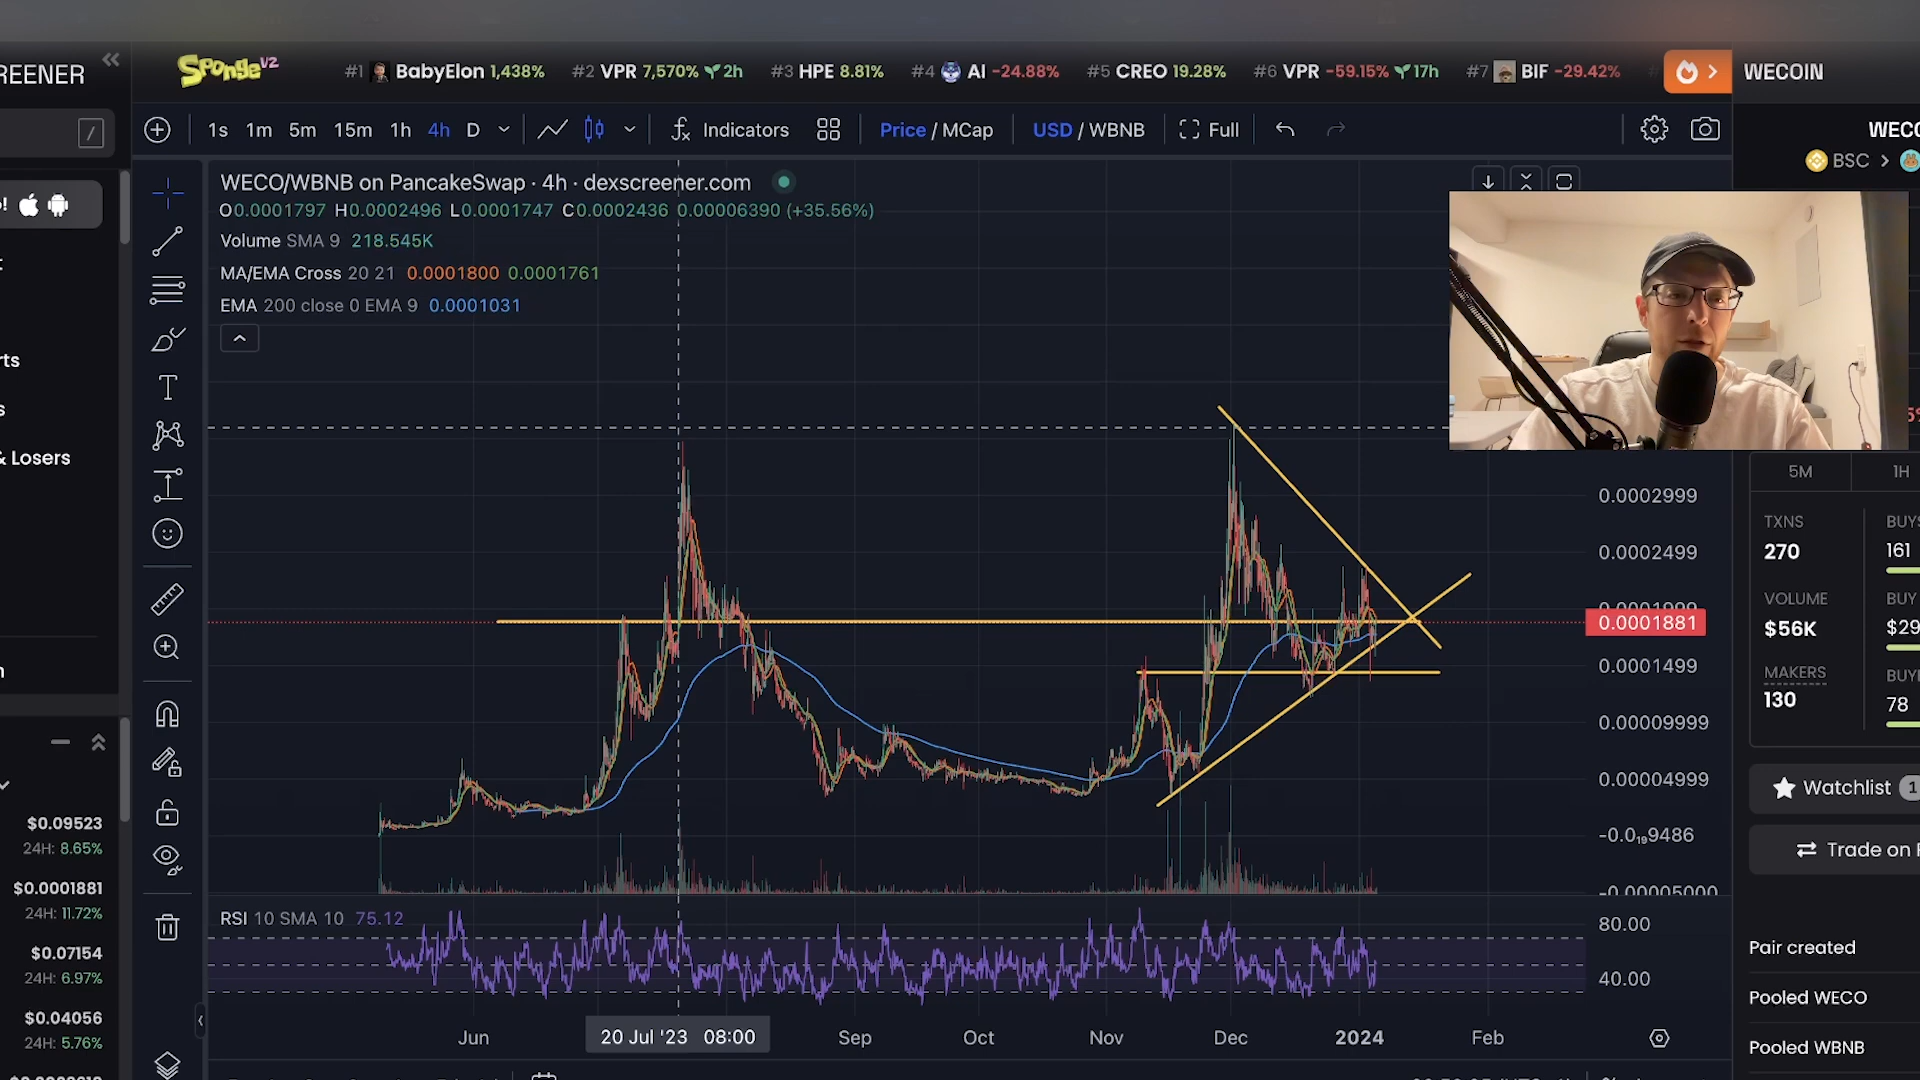 REENER
SpongeV2
#1 BabyElon 1,438% #2 VPR 7,570% 2h #3 HPE 8.81% #4 AI -24.88% #5 CREO 19.28% #6 VPR -59.15% 17h #7 BIF -29.42%
WECOIN
/
1s 1m 5m 15m 1h 4h D Indicators Price / MCap USD / WBNB Full
BSC >
WECO/WBNB on PancakeSwap · 4h · dexscreener.com
O0.0001797 H0.0002496 L0.0001747 C0.0002436 0.00006390 (+35.56%)
Volume SMA 9 218.545K
MA/EMA Cross 20 21 0.0001800 0.0001761
EMA 200 close 0 EMA 9 0.0001031
& Losers
0.0002999
0.0002499
0.0001999
0.0001881
0.0001499
0.00009999
0.00004999
-0.0₁₉9486
-0.00005000
5M 1H
TXNS
270
BUYS
161
VOLUME
$56K
BUY
$29
MAKERS
130
78
Watchlist 1
Trade on
Pair created
Pooled WECO
Pooled WBNB
$0.09523
24H: 8.65%
$0.0001881
24H: 11.72%
$0.07154
24H: 6.97%
$0.04056
24H: 5.76%
RSI 10 SMA 10 75.12
80.00
40.00
Jun 20 Jul '23 08:00 Sep Oct Nov Dec 2024 Feb